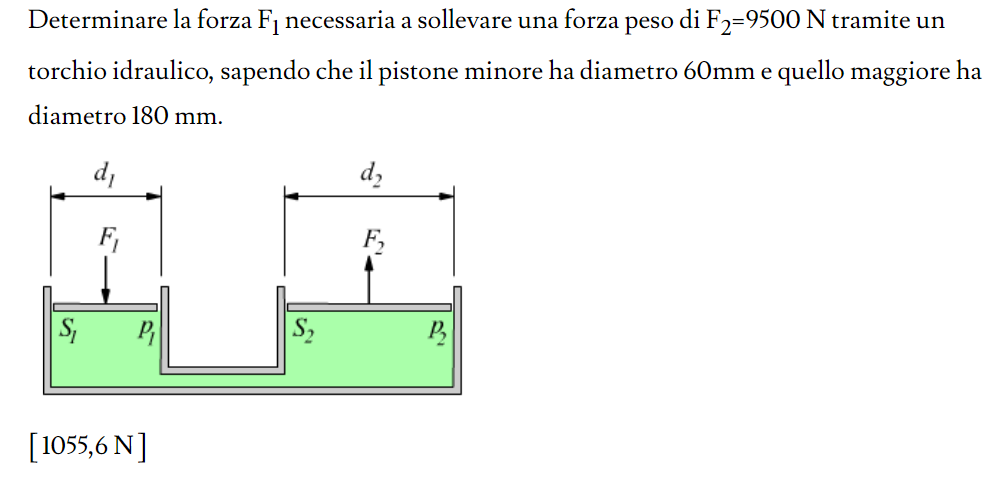 Determinare la forza F₁ necessaria a sollevare una forza peso di F₂=9500 N tramite un
torchio idraulico, sapendo che il pistone minore ha diametro 60mm e quello maggiore ha
diametro 180 mm.
d₁ d₂
F₁ F₂
S₁ P₁ S₂ P₂
[1055,6 N]